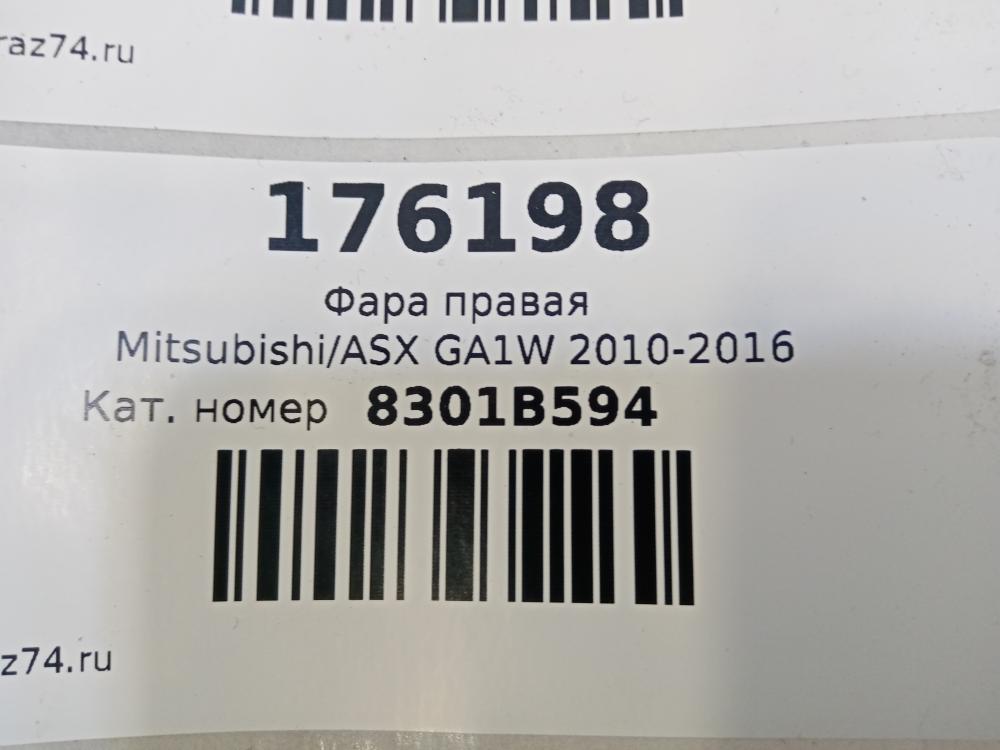 raz74.ru
176198
Фара правая
Mitsubishi/ASX GA1W 2010-2016
Кат. номер 8301B594
z74.ru